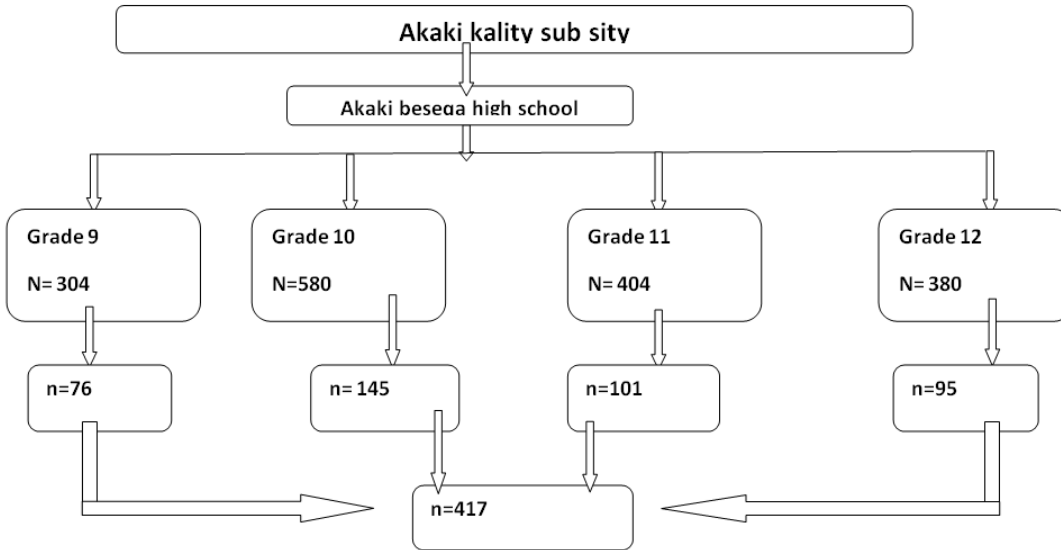 Akaki kality sub sity
Akaki besega high school
Grade 9
N= 304
Grade 10
N=580
Grade 11
N= 404
Grade 12
N= 380
n=76
n= 145
n=101
n=95
n=417